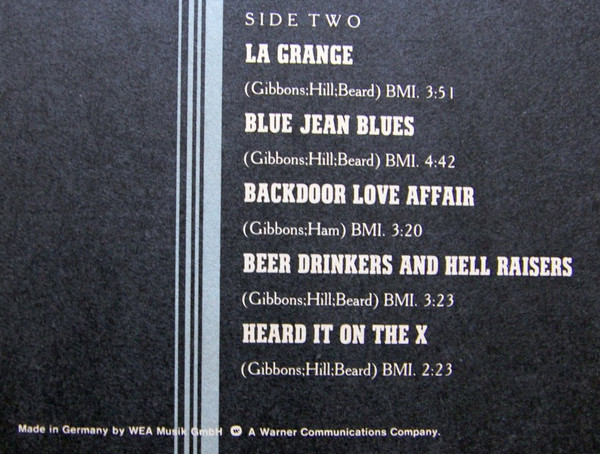 SIDE TWO
LA GRANGE
(Gibbons;Hill;Beard) BMI. 3:51
BLUE JEAN BLUES
(Gibbons;Hill;Beard) BMI. 4:42
BACKDOOR LOVE AFFAIR
(Gibbons;Ham) BMI. 3:20
BEER DRINKERS AND HELL RAISERS
(Gibbons;Hill;Beard) BMI. 3:23
HEARD IT ON THE X
(Gibbons;Hill;Beard) BMI. 2:23
Made in Germany by WEA Musik GmbH W A Warner Communications Company.